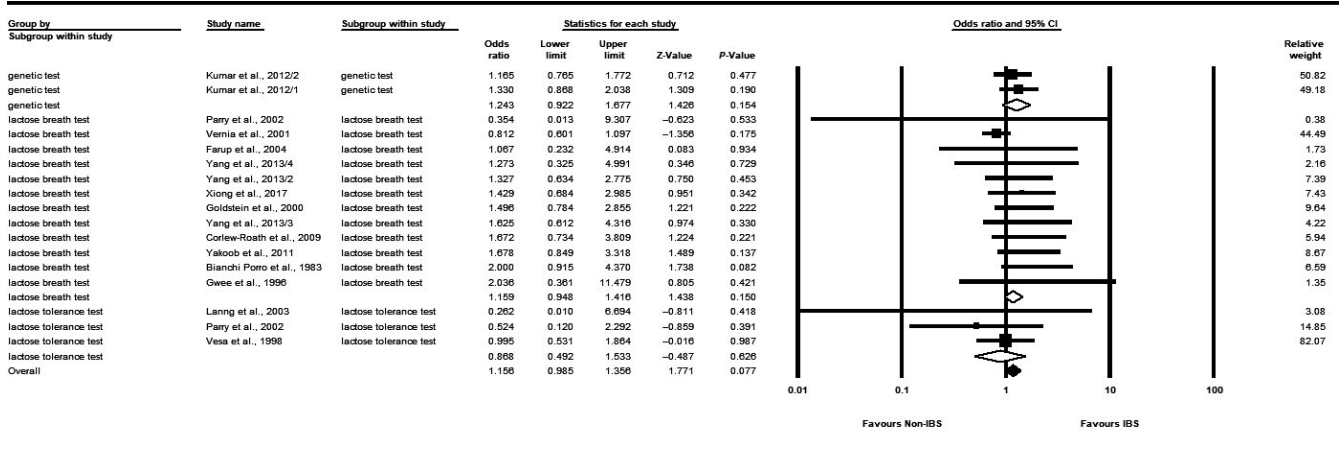 Group by Study name Subgroup within study Statistics for each study Odds ratio and 95% CI
Subgroup within study
Odds Lower Upper Relative
ratio limit limit Z-Value P-Value weight
genetic test Kumar et al., 2012/2 genetic test 1.165 0.765 1.772 0.712 0.477 50.82
genetic test Kumar et al., 2012/1 genetic test 1.330 0.868 2.038 1.309 0.190 49.18
genetic test 1.243 0.922 1.677 1.426 0.154
lactose breath test Parry et al., 2002 lactose breath test 0.354 0.013 9.307 –0.623 0.533 0.38
lactose breath test Vernia et al., 2001 lactose breath test 0.812 0.601 1.097 –1.356 0.175 44.49
lactose breath test Farup et al., 2004 lactose breath test 1.067 0.232 4.914 0.083 0.934 1.73
lactose breath test Yang et al., 2013/4 lactose breath test 1.273 0.325 4.991 0.346 0.729 2.16
lactose breath test Yang et al., 2013/2 lactose breath test 1.327 0.634 2.775 0.750 0.453 7.39
lactose breath test Xiong et al., 2017 lactose breath test 1.429 0.684 2.985 0.951 0.342 7.43
lactose breath test Goldstein et al., 2000 lactose breath test 1.496 0.784 2.855 1.221 0.222 9.64
lactose breath test Yang et al., 2013/3 lactose breath test 1.625 0.612 4.316 0.974 0.330 4.22
lactose breath test Corlew-Roath et al., 2009 lactose breath test 1.672 0.734 3.809 1.224 0.221 5.94
lactose breath test Yakoob et al., 2011 lactose breath test 1.678 0.849 3.318 1.489 0.137 8.67
lactose breath test Bianchi Porro et al., 1983 lactose breath test 2.000 0.915 4.370 1.738 0.082 6.59
lactose breath test Gwee et al., 1996 lactose breath test 2.036 0.361 11.479 0.805 0.421 1.35
lactose breath test 1.159 0.948 1.416 1.438 0.150
lactose tolerance test Lanng et al., 2003 lactose tolerance test 0.262 0.010 6.694 –0.811 0.418 3.08
lactose tolerance test Parry et al., 2002 lactose tolerance test 0.524 0.120 2.292 –0.859 0.391 14.85
lactose tolerance test Vesa et al., 1998 lactose tolerance test 0.995 0.531 1.864 –0.016 0.987 82.07
lactose tolerance test 0.868 0.492 1.533 –0.487 0.626
Overall 1.156 0.985 1.356 1.771 0.077
0.01 0.1 1 10 100
Favours Non-IBS Favours IBS